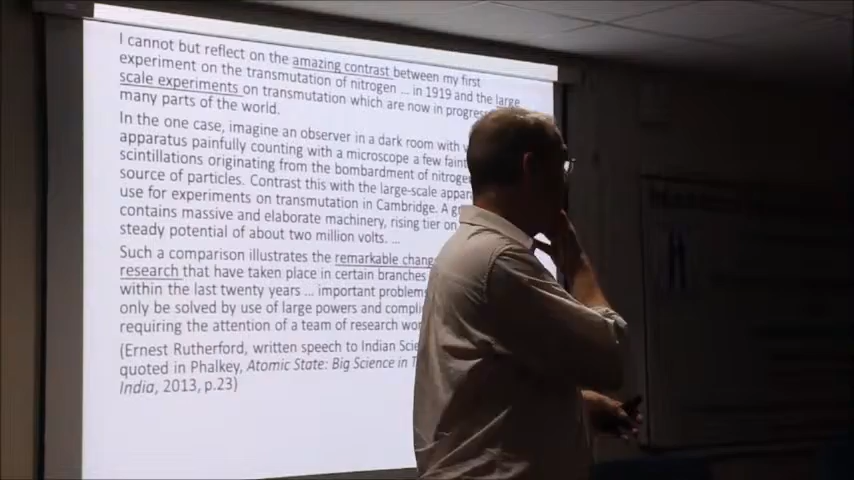 I cannot but reflect on the amazing contrast between my first
experiment on the transmutation of nitrogen ... in 1919 and the large
scale experiments on transmutation which are now in progress
many parts of the world.
In the one case, imagine an observer in a dark room with
apparatus painfully counting with a microscope a few faint
scintillations originating from the bombardment of nitrogen
source of particles. Contrast this with the large-scale
use for experiments on transmutation in Cambridge. A
contains massive and elaborate machinery, rising tier on
steady potential of about two million volts. ...
Such a comparison illustrates the remarkable
research that have taken place in certain branches
within the last twenty years ... important problems
only be solved by use of large powers and
requiring the attention of a team of research
(Ernest Rutherford, written speech to Indian
quoted in Phalkey, Atomic State: Big Science in
India, 2013, p.23)